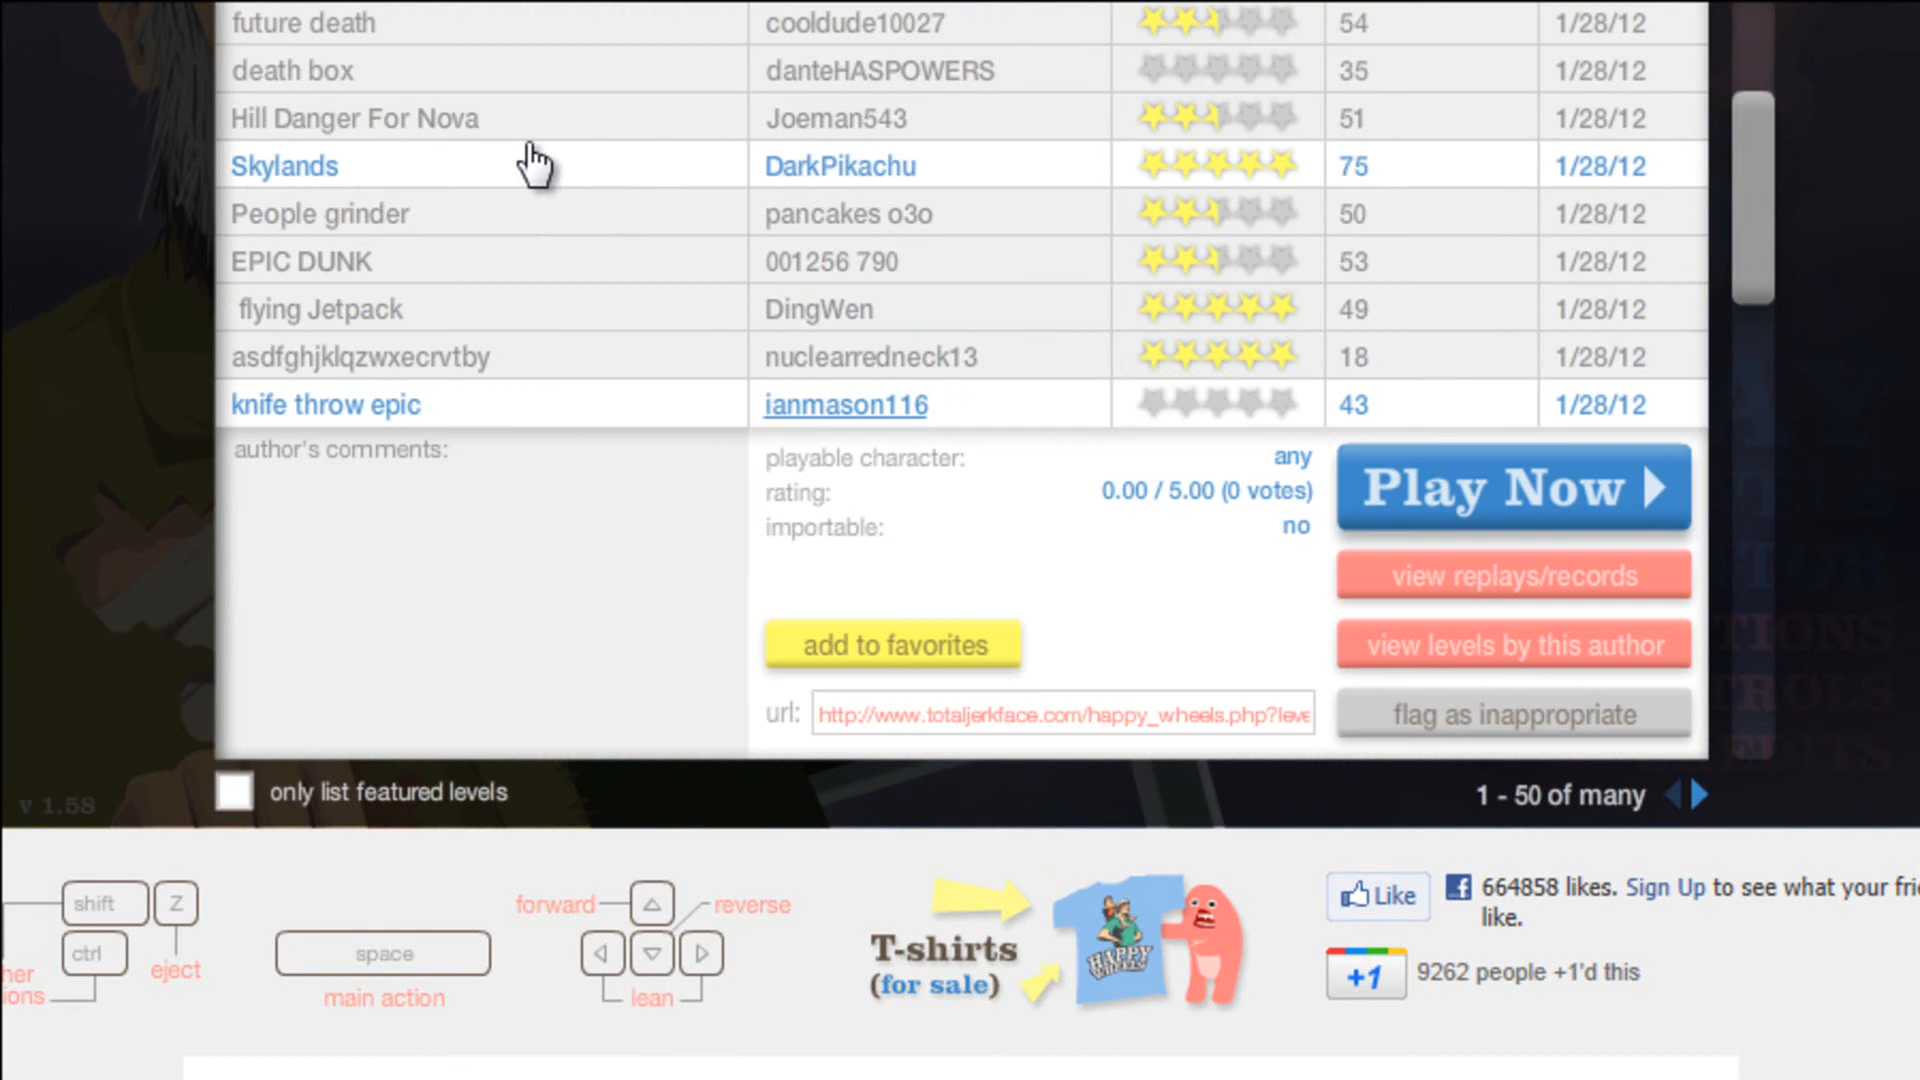 future death cooldude10027 54 1/28/12
death box danteHASPOWERS 35 1/28/12
Hill Danger For Nova Joeman543 51 1/28/12
Skylands DarkPikachu 75 1/28/12
People grinder pancakes o3o 50 1/28/12
EPIC DUNK 001256 790 53 1/28/12
flying Jetpack DingWen 49 1/28/12
asdfghjklqzwxecrvtby nuclearredneck13 18 1/28/12
knife throw epic ianmason116 43 1/28/12
author's comments:
playable character: any
rating: 0.00 / 5.00 (0 votes)
importable: no
Play Now
view replays/records
add to favorites
view levels by this author
url: http://www.totaljerkface.com/happy_wheels.php?leve
flag as inappropriate
v 1.58
only list featured levels
1 - 50 of many
shift Z
ctrl
eject
space
main action
forward
reverse
lean
T-shirts
(for sale)
HAPPY
WHEELS
Like
664858 likes. Sign Up to see what your frie
like.
+1
9262 people +1'd this